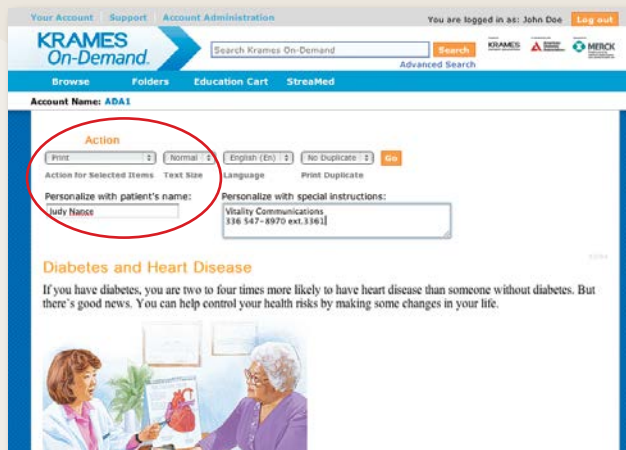 Your Account Support Account Administration
You are logged in as: John Doe Log out
KRAMES
On-Demand.
Search Krames On-Demand Search
Advanced Search
KRAMES
MERCK
Browse Folders Education Cart StreaMed
Account Name: ADA1
Action
Print Normal English (En) No Duplicate Go
Action for Selected Items Text Size Language Print Duplicate
Personalize with patient's name: Personalize with special instructions:
Judy Nance
Vitality Communications
336 547-8970 ext.3361
Diabetes and Heart Disease
If you have diabetes, you are two to four times more likely to have heart disease than someone without diabetes. But
there's good news. You can help control your health risks by making some changes in your life.